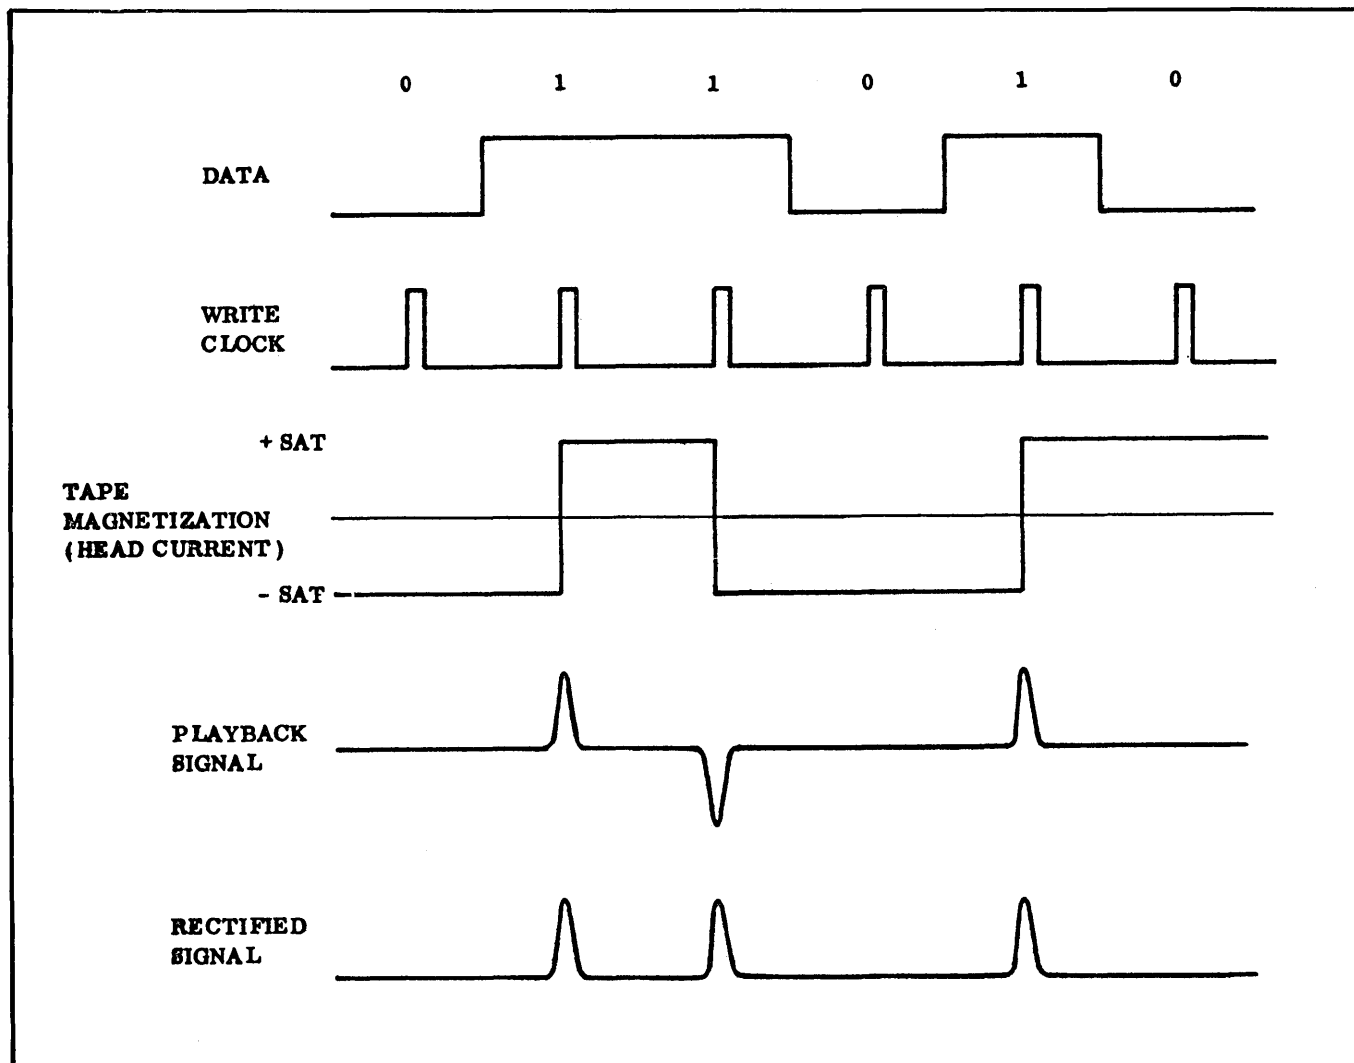 0 1 1 0 1 0
DATA
WRITE
CLOCK
+ SAT
TAPE
MAGNETIZATION
(HEAD CURRENT)
- SAT
PLAYBACK
SIGNAL
RECTIFIED
SIGNAL